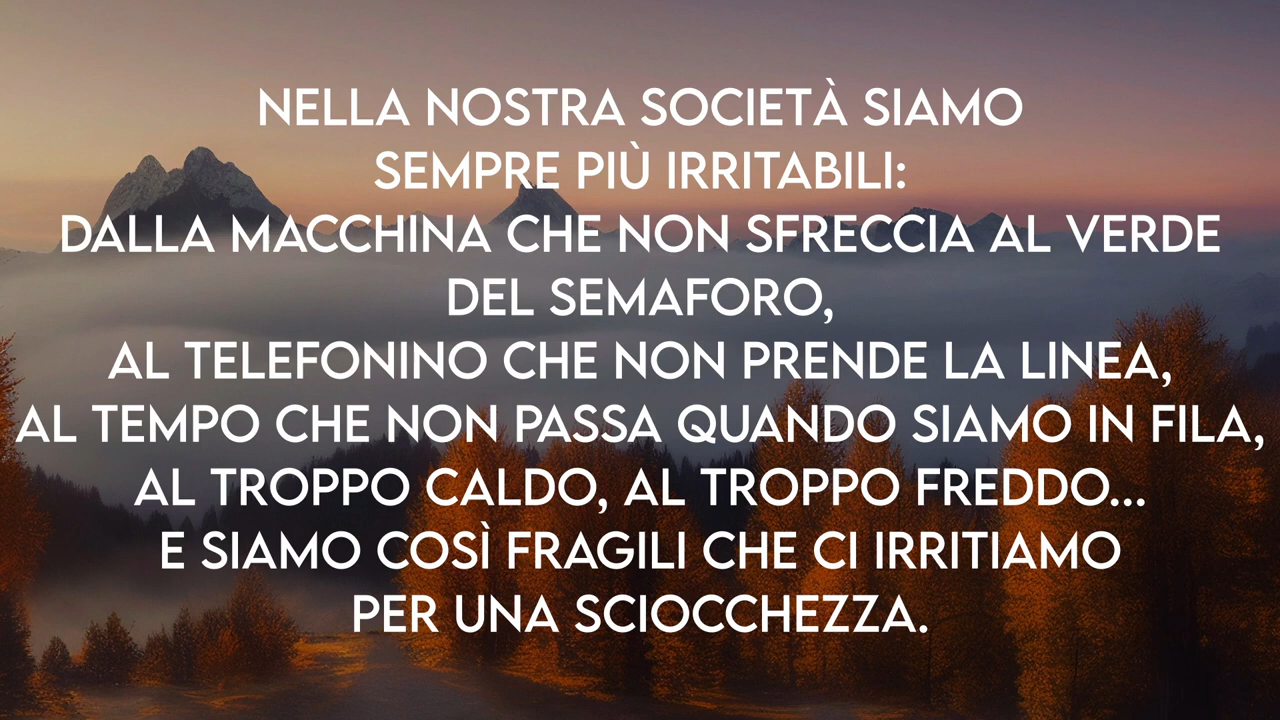 NELLA NOSTRA SOCIETÀ SIAMO
SEMPRE PIÙ IRRITABILI:
DALLA MACCHINA CHE NON SFRECCIA AL VERDE
DEL SEMAFORO,
AL TELEFONINO CHE NON PRENDE LA LINEA,
AL TEMPO CHE NON PASSA QUANDO SIAMO IN FILA,
AL TROPPO CALDO, AL TROPPO FREDDO...
E SIAMO COSÌ FRAGILI CHE CI IRRITIAMO
PER UNA SCIOCCHEZZA.